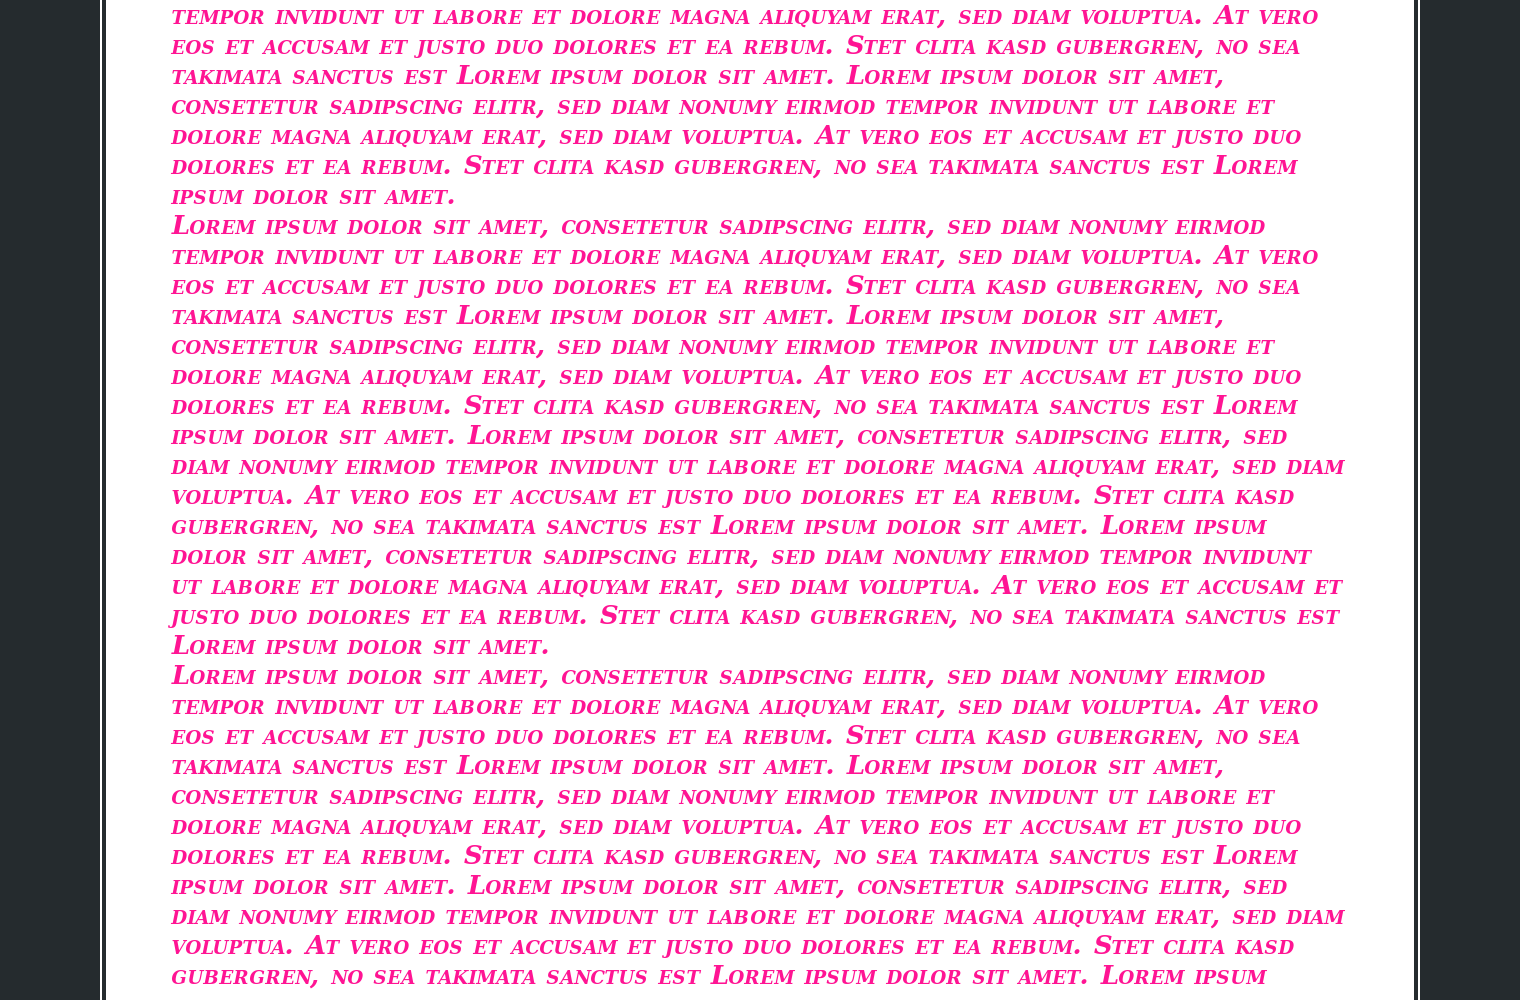 tempor invidunt ut labore et dolore magna aliquyam erat, sed diam voluptua. At vero
eos et accusam et justo duo dolores et ea rebum. Stet clita kasd gubergren, no sea
takimata sanctus est Lorem ipsum dolor sit amet. Lorem ipsum dolor sit amet,
consetetur sadipscing elitr, sed diam nonumy eirmod tempor invidunt ut labore et
dolore magna aliquyam erat, sed diam voluptua. At vero eos et accusam et justo duo
dolores et ea rebum. Stet clita kasd gubergren, no sea takimata sanctus est Lorem
ipsum dolor sit amet.
Lorem ipsum dolor sit amet, consetetur sadipscing elitr, sed diam nonumy eirmod
tempor invidunt ut labore et dolore magna aliquyam erat, sed diam voluptua. At vero
eos et accusam et justo duo dolores et ea rebum. Stet clita kasd gubergren, no sea
takimata sanctus est Lorem ipsum dolor sit amet. Lorem ipsum dolor sit amet,
consetetur sadipscing elitr, sed diam nonumy eirmod tempor invidunt ut labore et
dolore magna aliquyam erat, sed diam voluptua. At vero eos et accusam et justo duo
dolores et ea rebum. Stet clita kasd gubergren, no sea takimata sanctus est Lorem
ipsum dolor sit amet. Lorem ipsum dolor sit amet, consetetur sadipscing elitr, sed
diam nonumy eirmod tempor invidunt ut labore et dolore magna aliquyam erat, sed diam
voluptua. At vero eos et accusam et justo duo dolores et ea rebum. Stet clita kasd
gubergren, no sea takimata sanctus est Lorem ipsum dolor sit amet. Lorem ipsum
dolor sit amet, consetetur sadipscing elitr, sed diam nonumy eirmod tempor invidunt
ut labore et dolore magna aliquyam erat, sed diam voluptua. At vero eos et accusam et
justo duo dolores et ea rebum. Stet clita kasd gubergren, no sea takimata sanctus est
Lorem ipsum dolor sit amet.
Lorem ipsum dolor sit amet, consetetur sadipscing elitr, sed diam nonumy eirmod
tempor invidunt ut labore et dolore magna aliquyam erat, sed diam voluptua. At vero
eos et accusam et justo duo dolores et ea rebum. Stet clita kasd gubergren, no sea
takimata sanctus est Lorem ipsum dolor sit amet. Lorem ipsum dolor sit amet,
consetetur sadipscing elitr, sed diam nonumy eirmod tempor invidunt ut labore et
dolore magna aliquyam erat, sed diam voluptua. At vero eos et accusam et justo duo
dolores et ea rebum. Stet clita kasd gubergren, no sea takimata sanctus est Lorem
ipsum dolor sit amet. Lorem ipsum dolor sit amet, consetetur sadipscing elitr, sed
diam nonumy eirmod tempor invidunt ut labore et dolore magna aliquyam erat, sed diam
voluptua. At vero eos et accusam et justo duo dolores et ea rebum. Stet clita kasd
gubergren, no sea takimata sanctus est Lorem ipsum dolor sit amet. Lorem ipsum